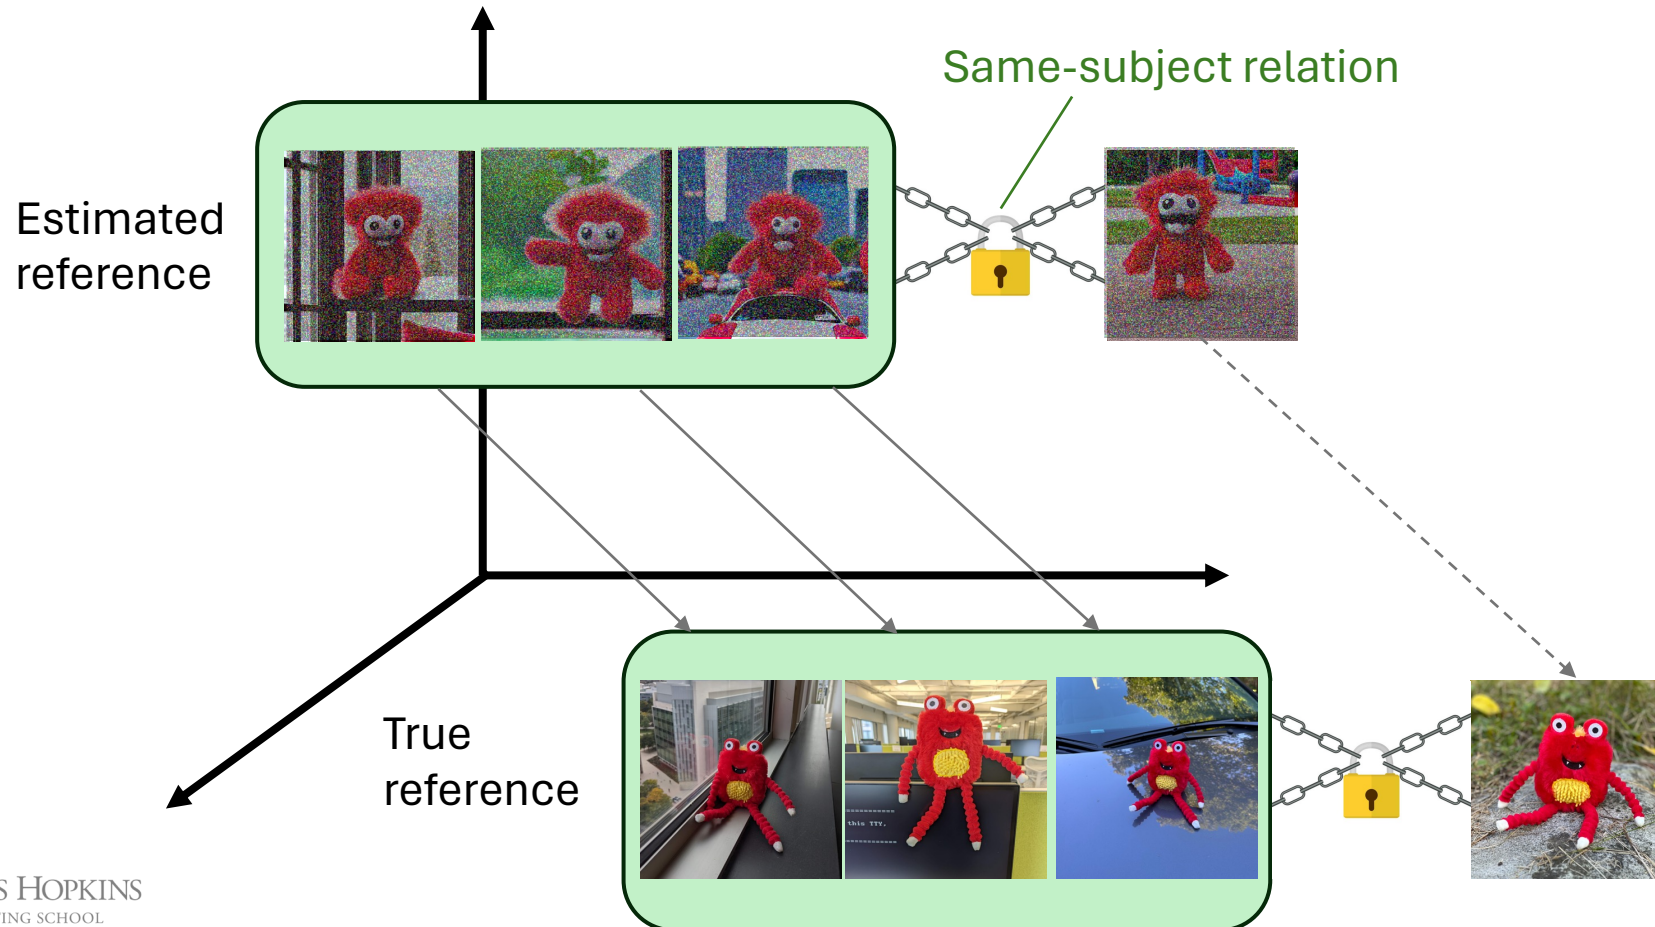 Same-subject relation
Estimated
reference
True
reference
this TTY.
S HOPKINS
ING SCHOOL